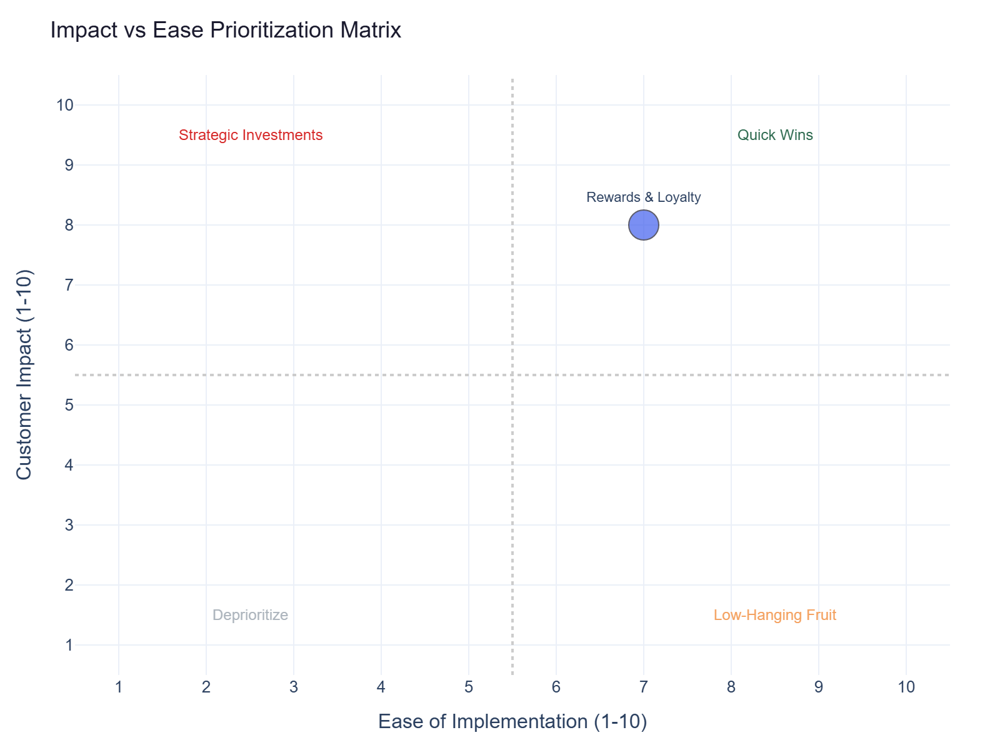 Impact vs Ease Prioritization Matrix
10
Strategic Investments
Quick Wins
9
Rewards & Loyalty
8
7
6
5
4
3
2
Deprioritize
Low-Hanging Fruit
1
Customer Impact (1-10)
1 2 3 4 5 6 7 8 9 10
Ease of Implementation (1-10)